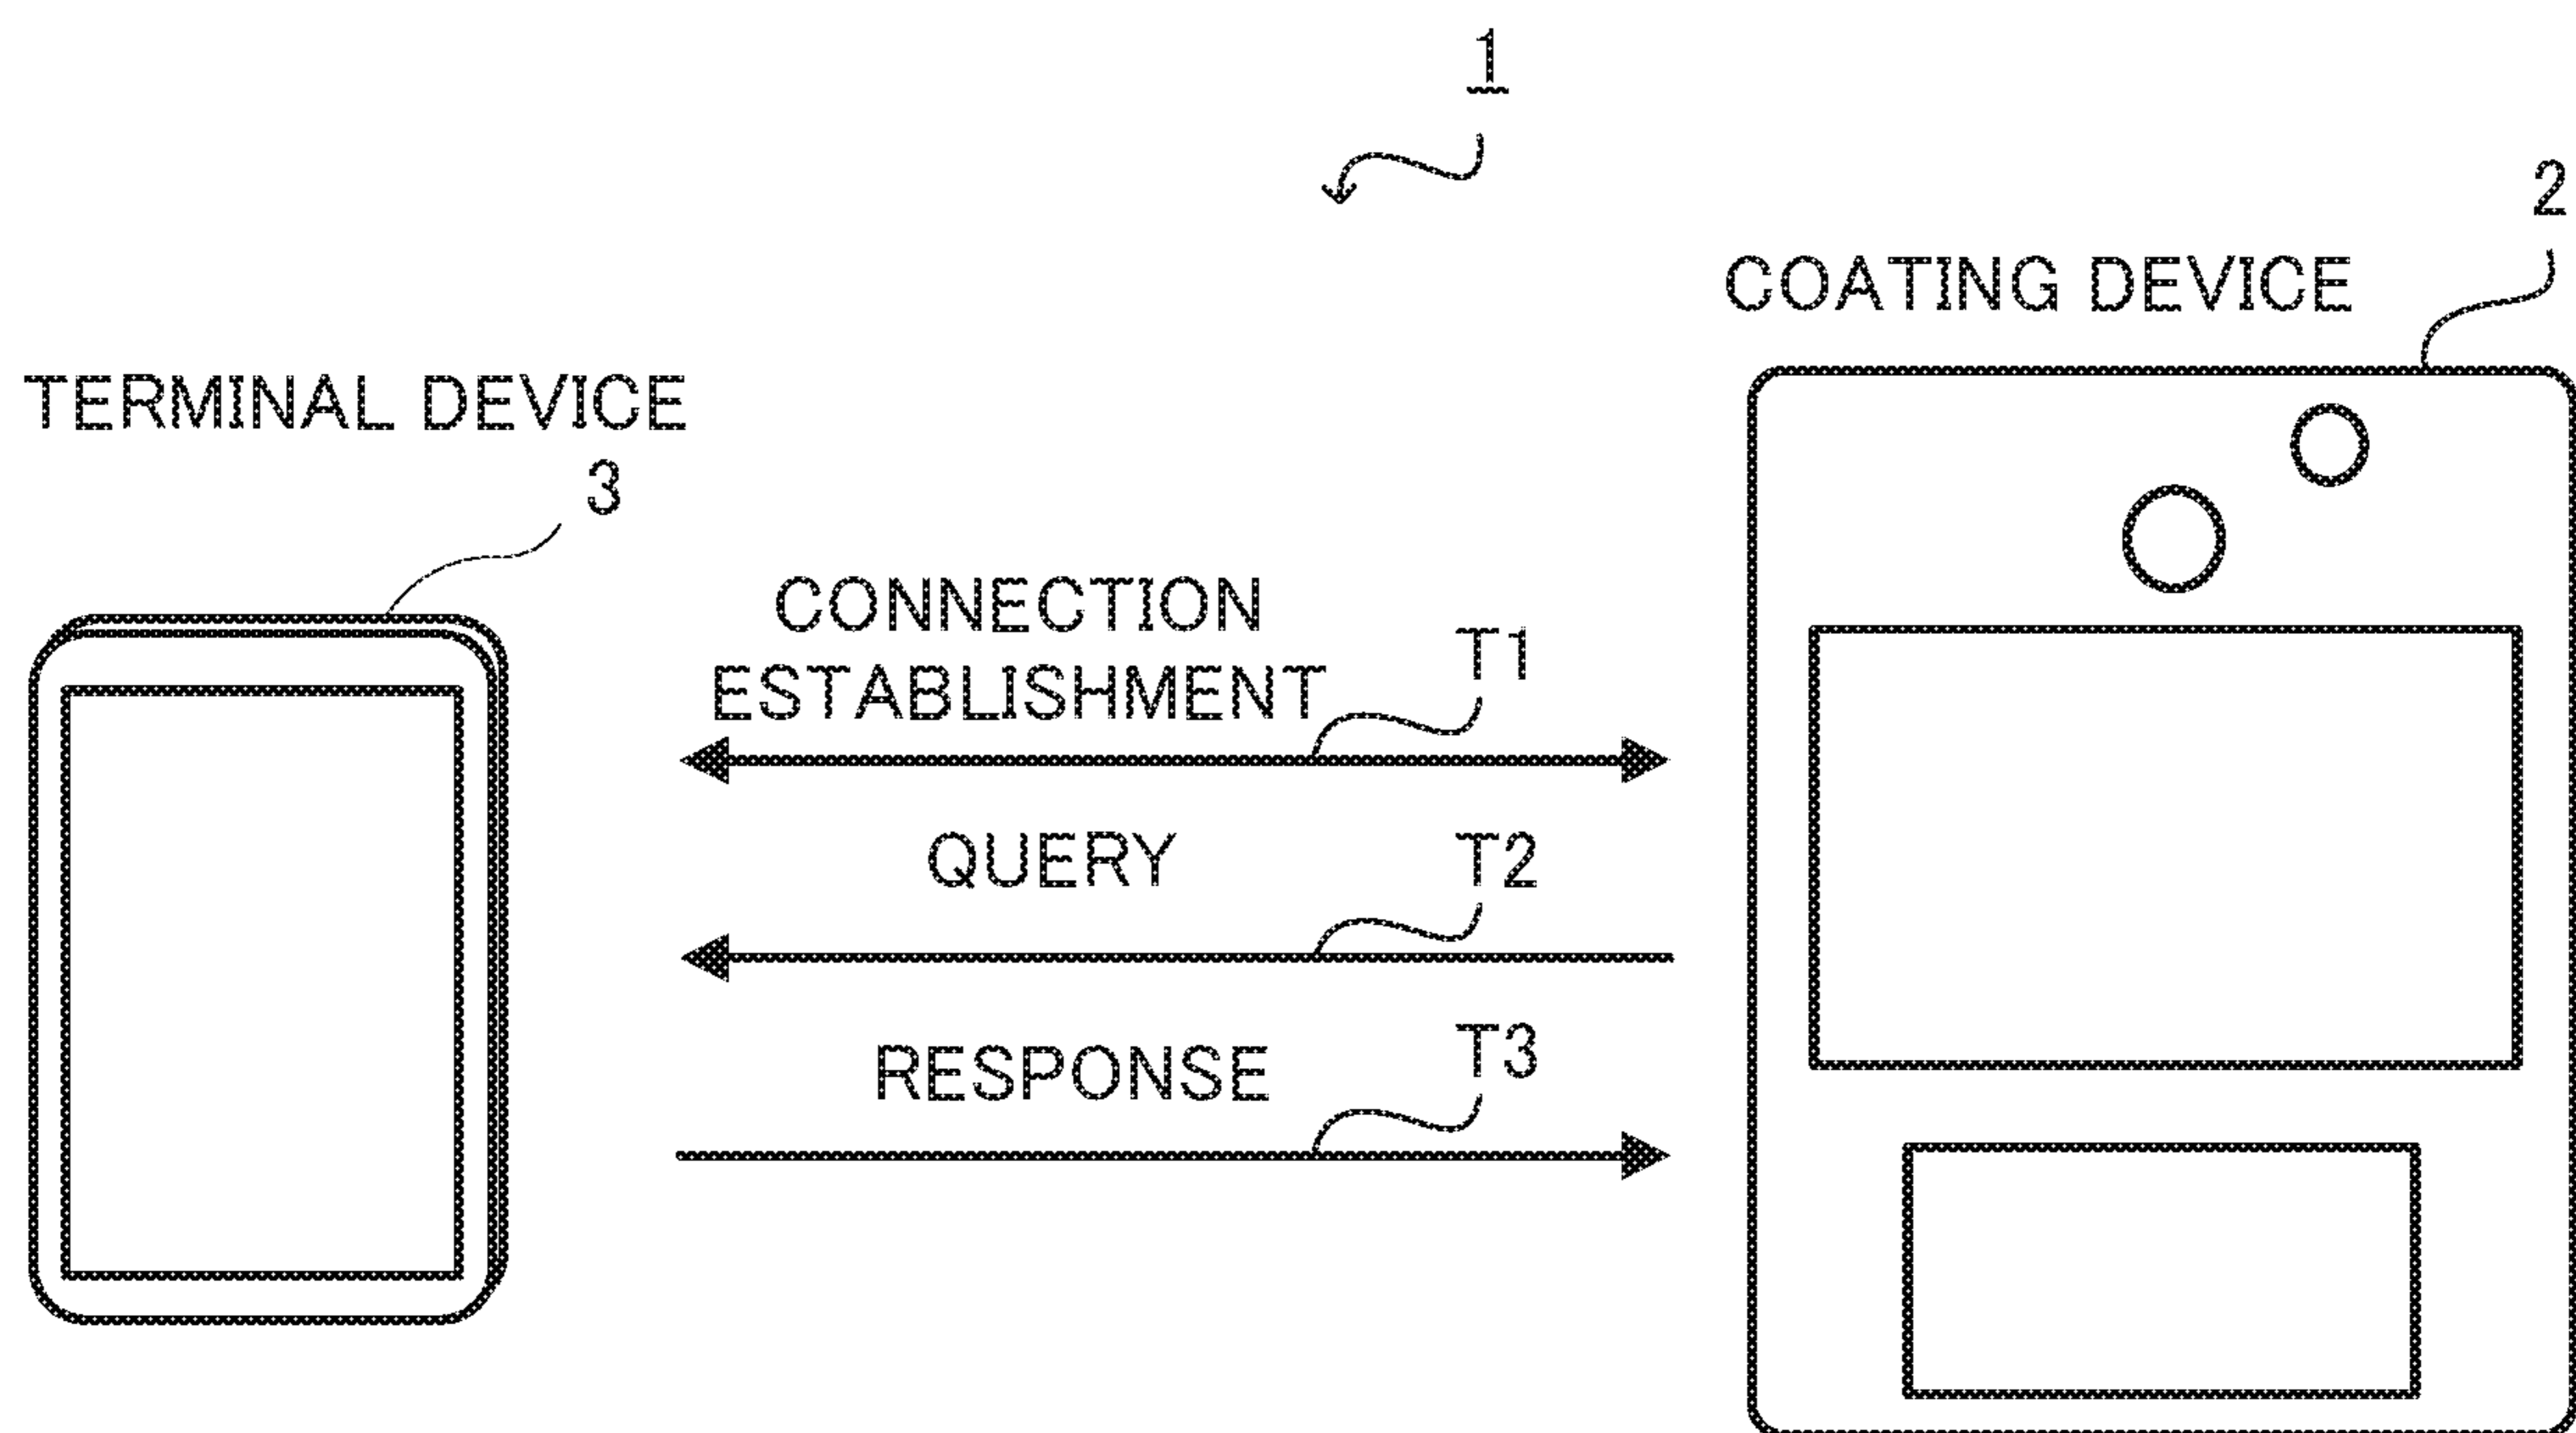 1
2
COATING DEVICE
TERMINAL DEVICE
3
CONNECTION
ESTABLISHMENT
T1
QUERY
T2
RESPONSE
T3